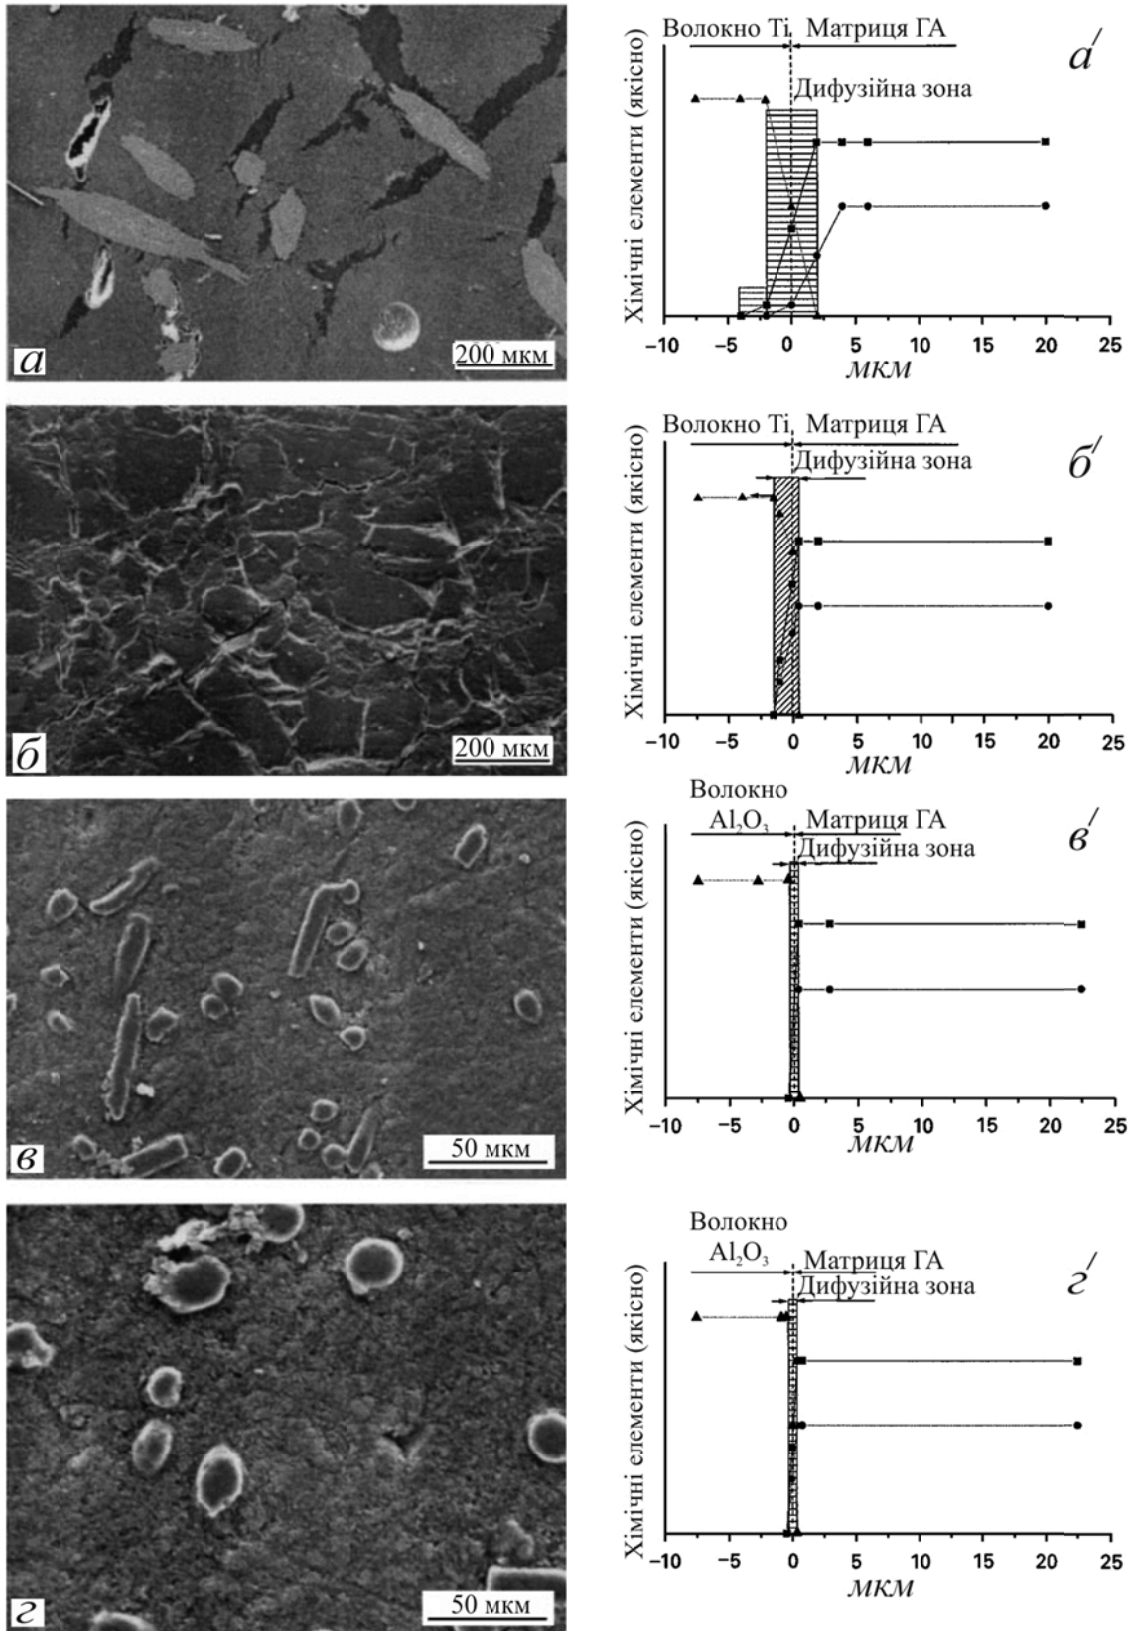 Волокно Ti Матриця ГА
а′
Дифузійна зона
Хімічні елементи (якісно)
–10 –5 0 5 10 15 20 25
мкм
а
200 мкм
Волокно Ti Матриця ГА
б′
Дифузійна зона
Хімічні елементи (якісно)
–10 –5 0 5 10 15 20 25
мкм
б
200 мкм
Волокно
Al₂O₃ Матриця ГА
в′
Дифузійна зона
Хімічні елементи (якісно)
–10 –5 0 5 10 15 20 25
мкм
в
50 мкм
Волокно
Al₂O₃ Матриця ГА
г′
Дифузійна зона
Хімічні елементи (якісно)
–10 –5 0 5 10 15 20 25
мкм
г
50 мкм